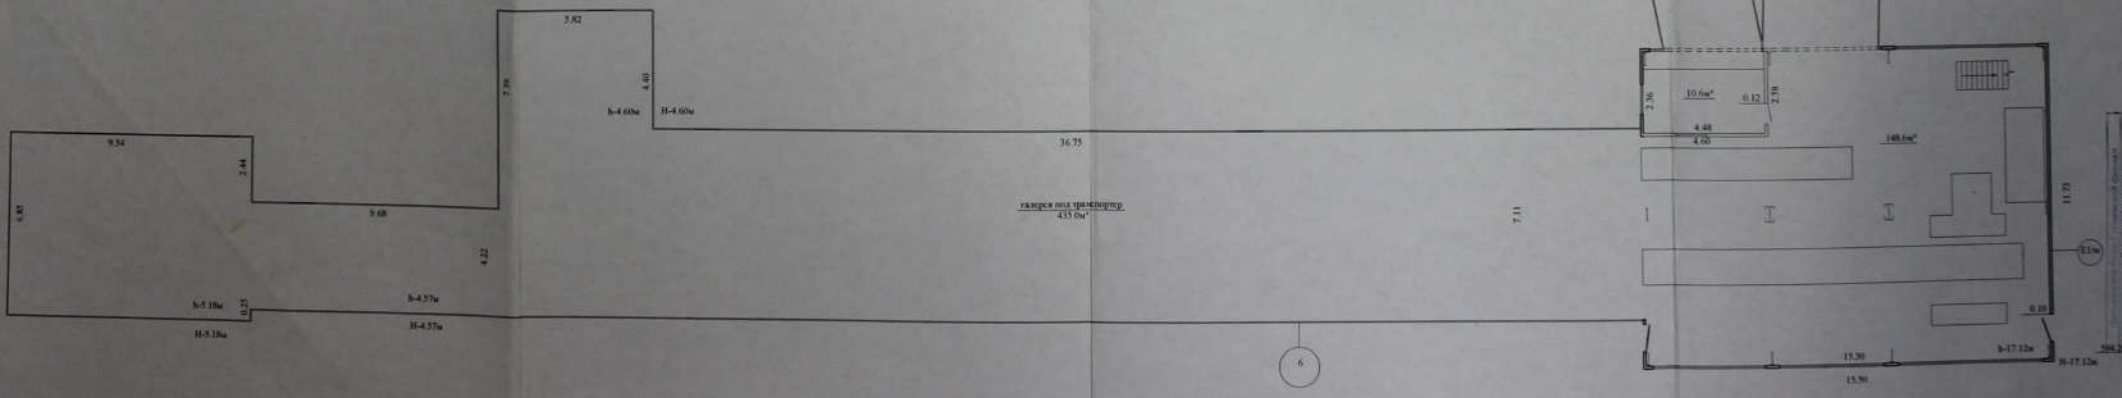 5.82
7.39
4.40
h-4.60м
H-4.60м
9.54
2.44
6.85
9.68
4.22
h-5.18м
0.25
H-5.18м
h-4.57м
H-4.57м
36.75
галерея под транспортер
435.0м²
7.11
6
2.36
10.6м²
0.12
2.58
4.48
4.60
148.6м²
11.73
0.10
15.30
15.50
h-17.12м
H-17.12м